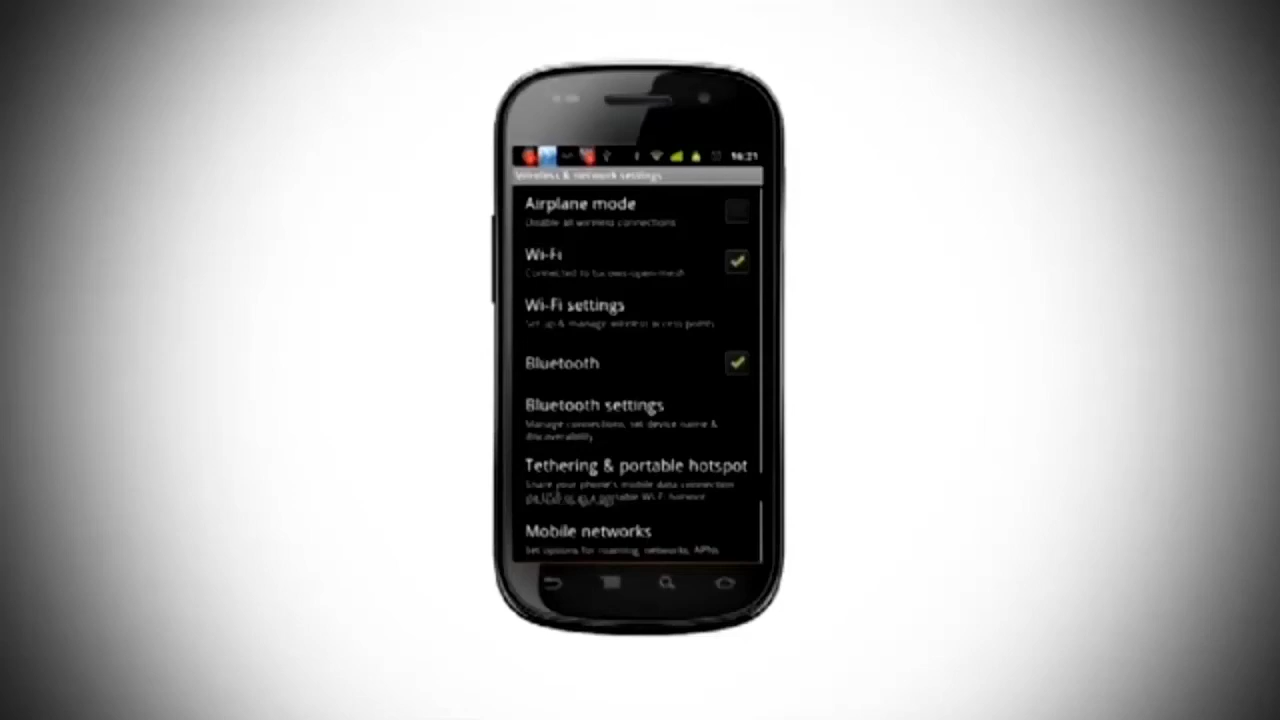 16:21
Wireless & network settings
Airplane mode
Disable all wireless connections
Wi-Fi
Connected to
Wi-Fi settings
Set up & manage wireless access points
Bluetooth
Bluetooth settings
Manage connections, set device name &
discoverability
Tethering & portable hotspot
Share your phone's mobile data connection
via USB or as a portable Wi-Fi hotspot
Mobile networks
Set options for roaming, networks, APNs